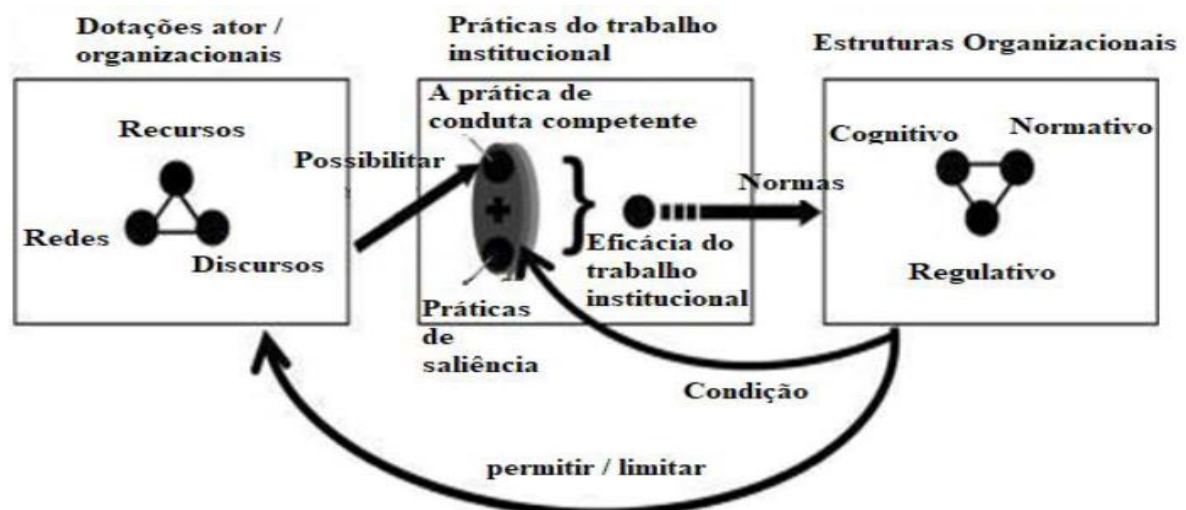 Dotações ator /
organizacionais
Práticas do trabalho
institucional
Estruturas Organizacionais
Recursos
Redes
Discursos
Possibilitar
A prática de
conduta competente
Eficácia do
trabalho
institucional
Práticas
de
saliência
Normas
Cognitivo
Normativo
Regulativo
Condição
permitir / limitar